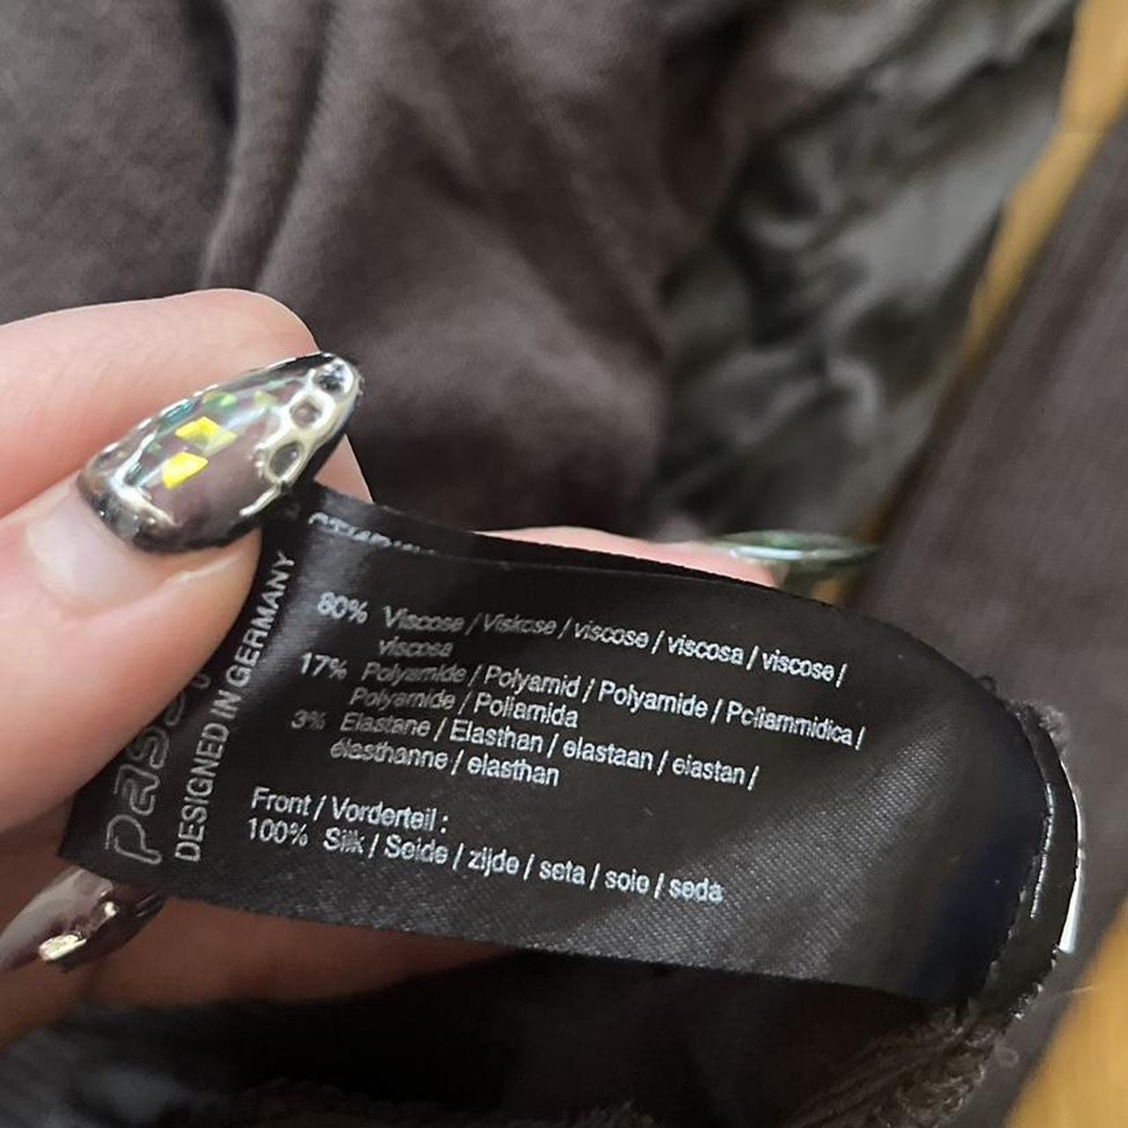 80% Viscose / Viskose / viscose / viscosa / viscose /
viscosa
17% Polyamide / Polyamid / Polyamide / Poliammidica /
Polyamide / Poliamida
3% Elastane / Elasthan / elastaan / elastan /
élasthanne / elasthan
Front / Vorderteil :
100% Silk / Seide / zijde / seta / soie / seda
DESIGNED IN GERMANY